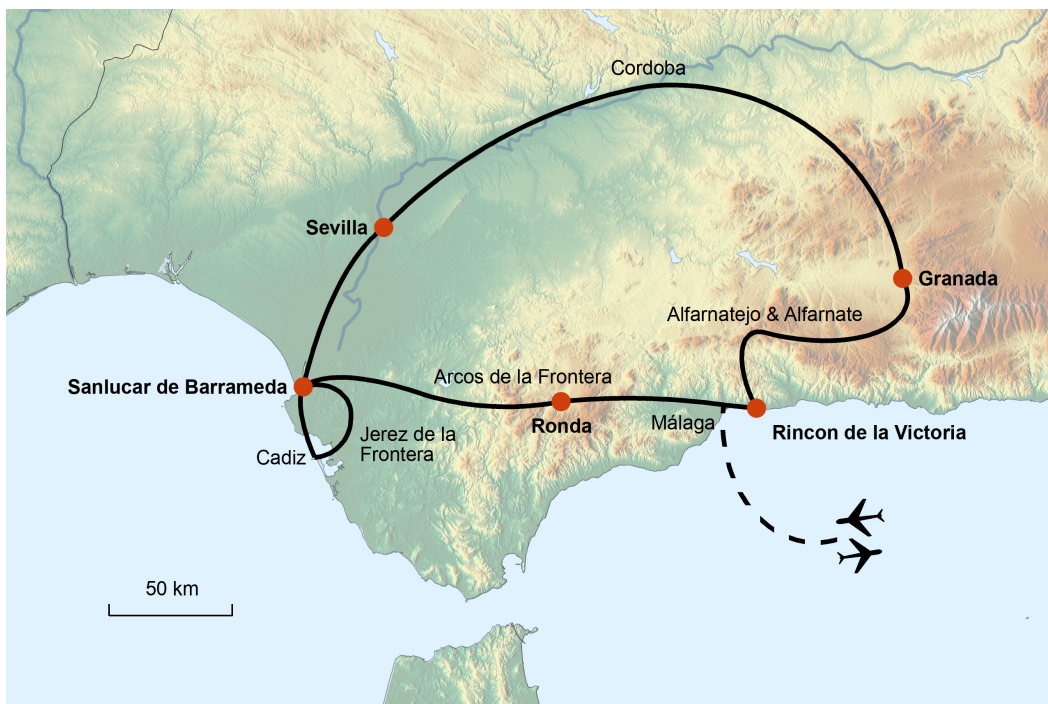 Cordoba
Sevilla
Granada
Alfarnatejo & Alfarnate
Sanlucar de Barrameda
Arcos de la Frontera
Ronda
Málaga
Rincon de la Victoria
Jerez de la
Frontera
Cadiz
50 km